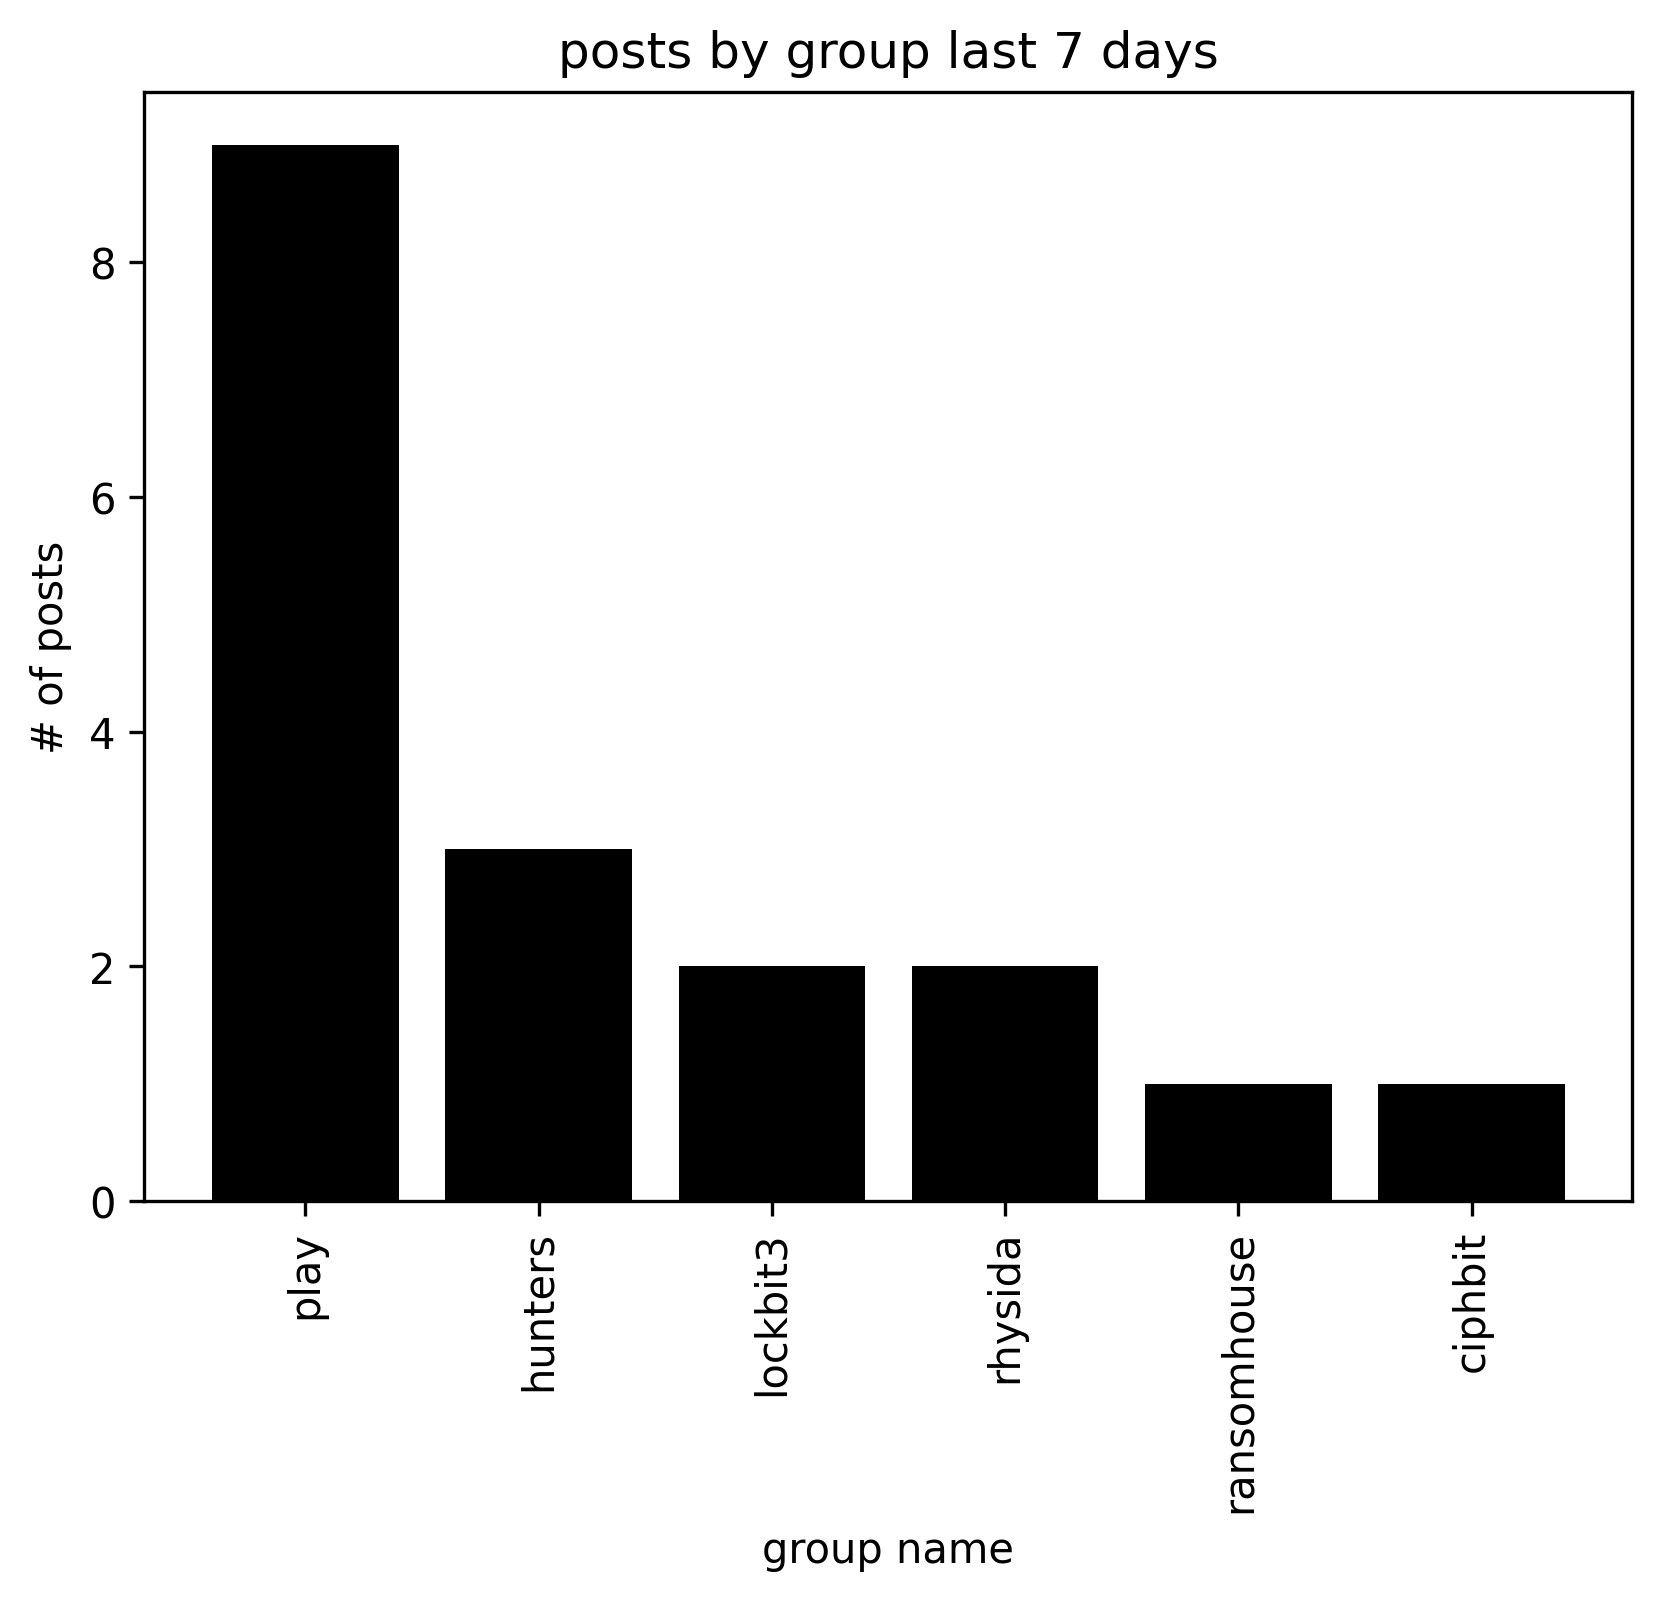 posts by group last 7 days
# of posts
8
6
4
2
0
play
hunters
lockbit3
rhysida
ransomhouse
ciphbit
group name